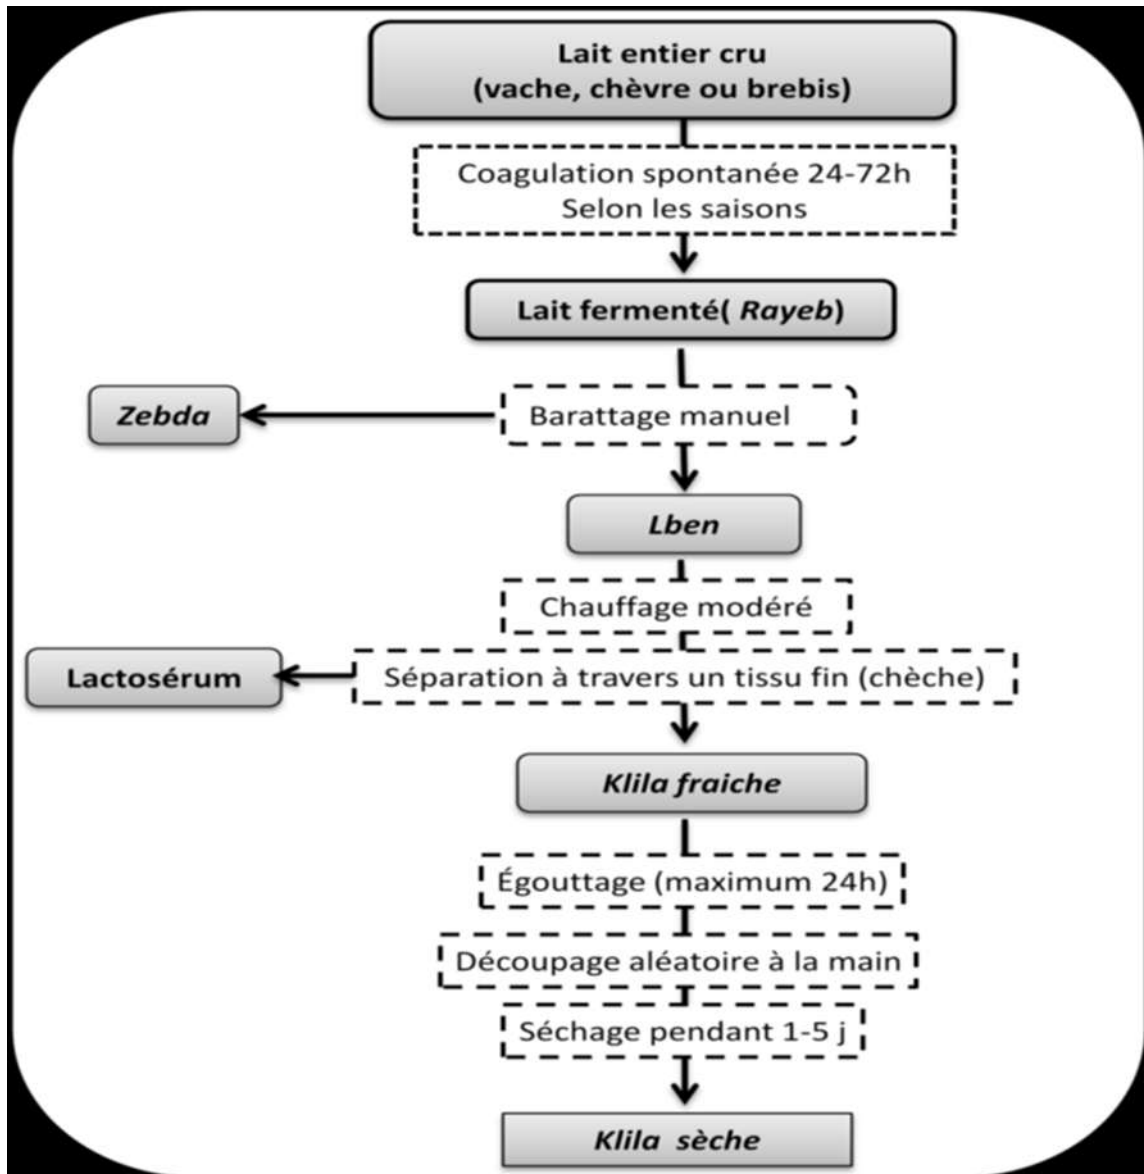 Lait entier cru
(vache, chèvre ou brebis)
Coagulation spontanée 24-72h
Selon les saisons
Lait fermenté( Rayeb)
Zebda
Barattage manuel
Lben
Chauffage modéré
Lactosérum
Séparation à travers un tissu fin (chèche)
Klila fraiche
Égouttage (maximum 24h)
Découpage aléatoire à la main
Séchage pendant 1-5 j
Klila sèche